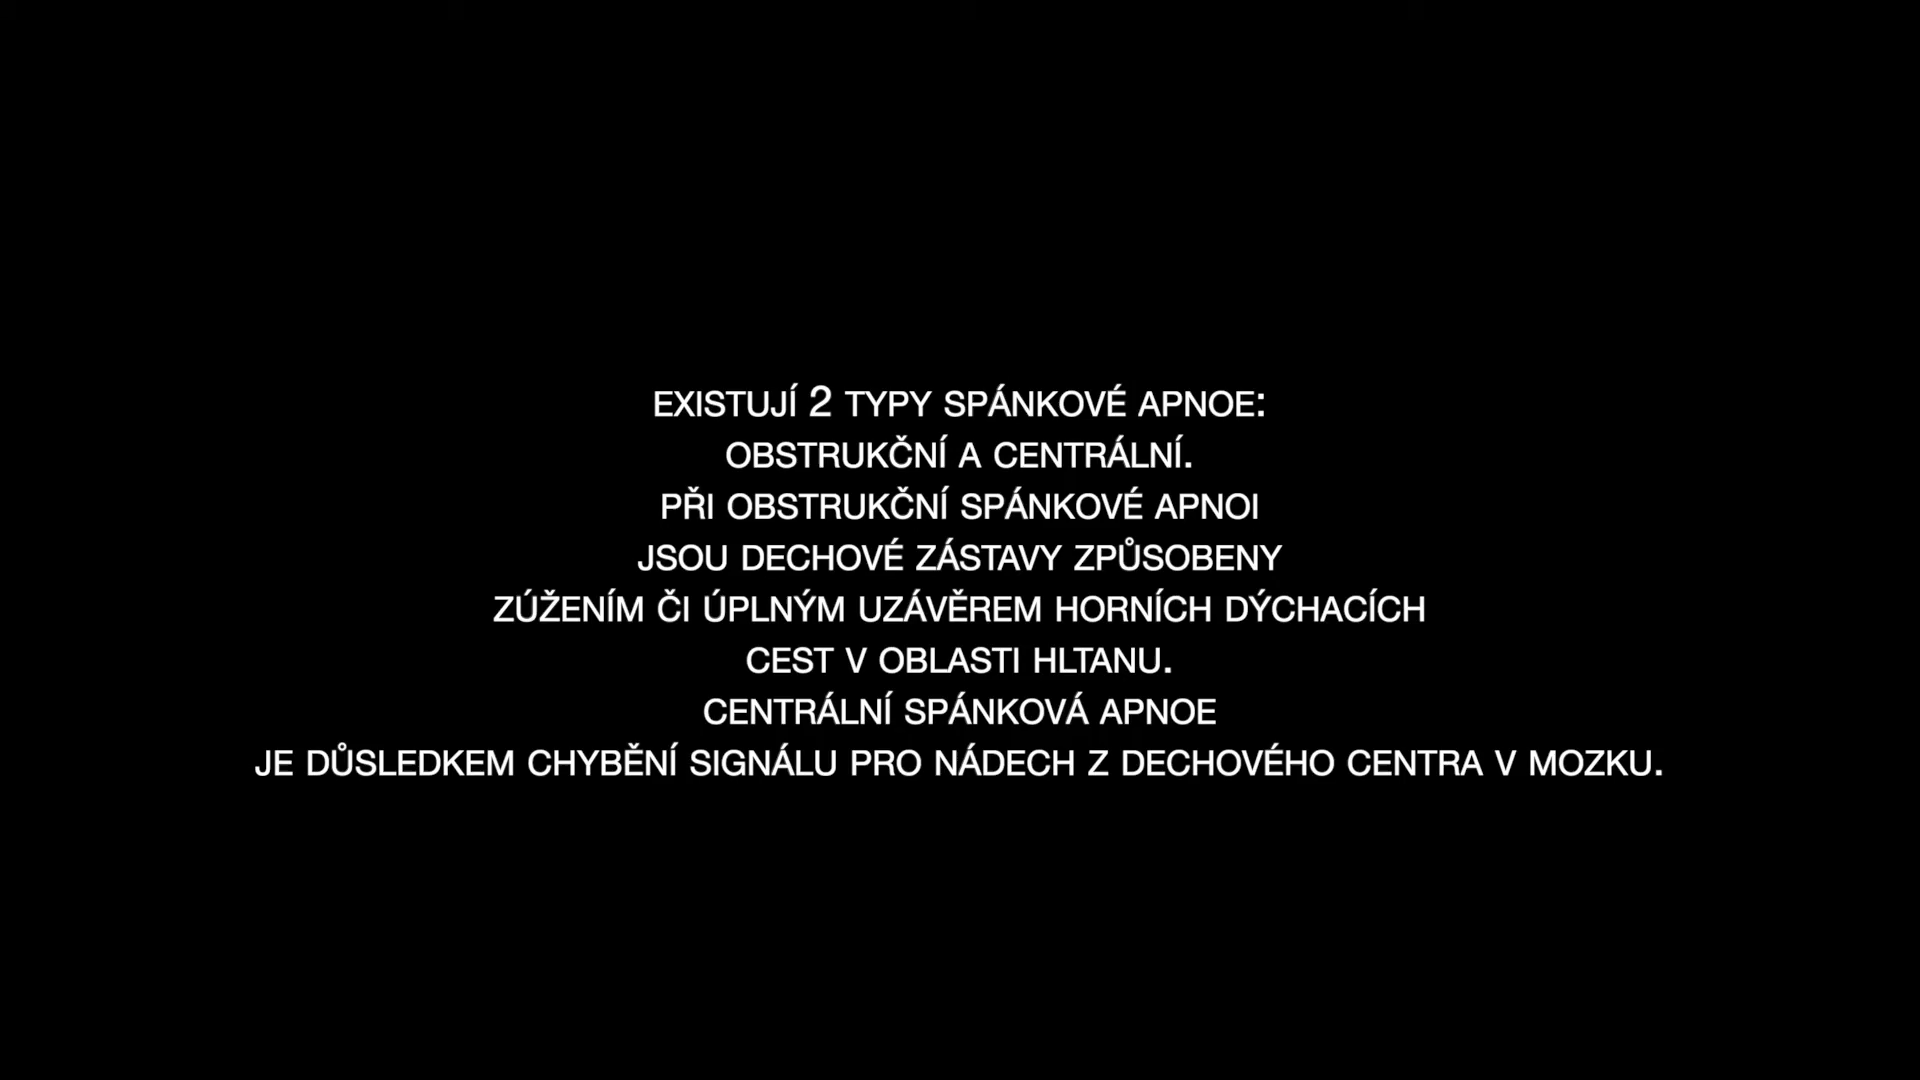 EXISTUJÍ 2 TYPY SPÁNKOVÉ APNOE:
OBSTRUKČNÍ A CENTRÁLNÍ.
PŘI OBSTRUKČNÍ SPÁNKOVÉ APNOI
JSOU DECHOVÉ ZÁSTAVY ZPŮSOBENY
ZÚŽENÍM ČI ÚPLNÝM UZÁVĚREM HORNÍCH DÝCHACÍCH
CEST V OBLASTI HLTANU.
CENTRÁLNÍ SPÁNKOVÁ APNOE
JE DŮSLEDKEM CHYBĚNÍ SIGNÁLU PRO NÁDECH Z DECHOVÉHO CENTRA V MOZKU.